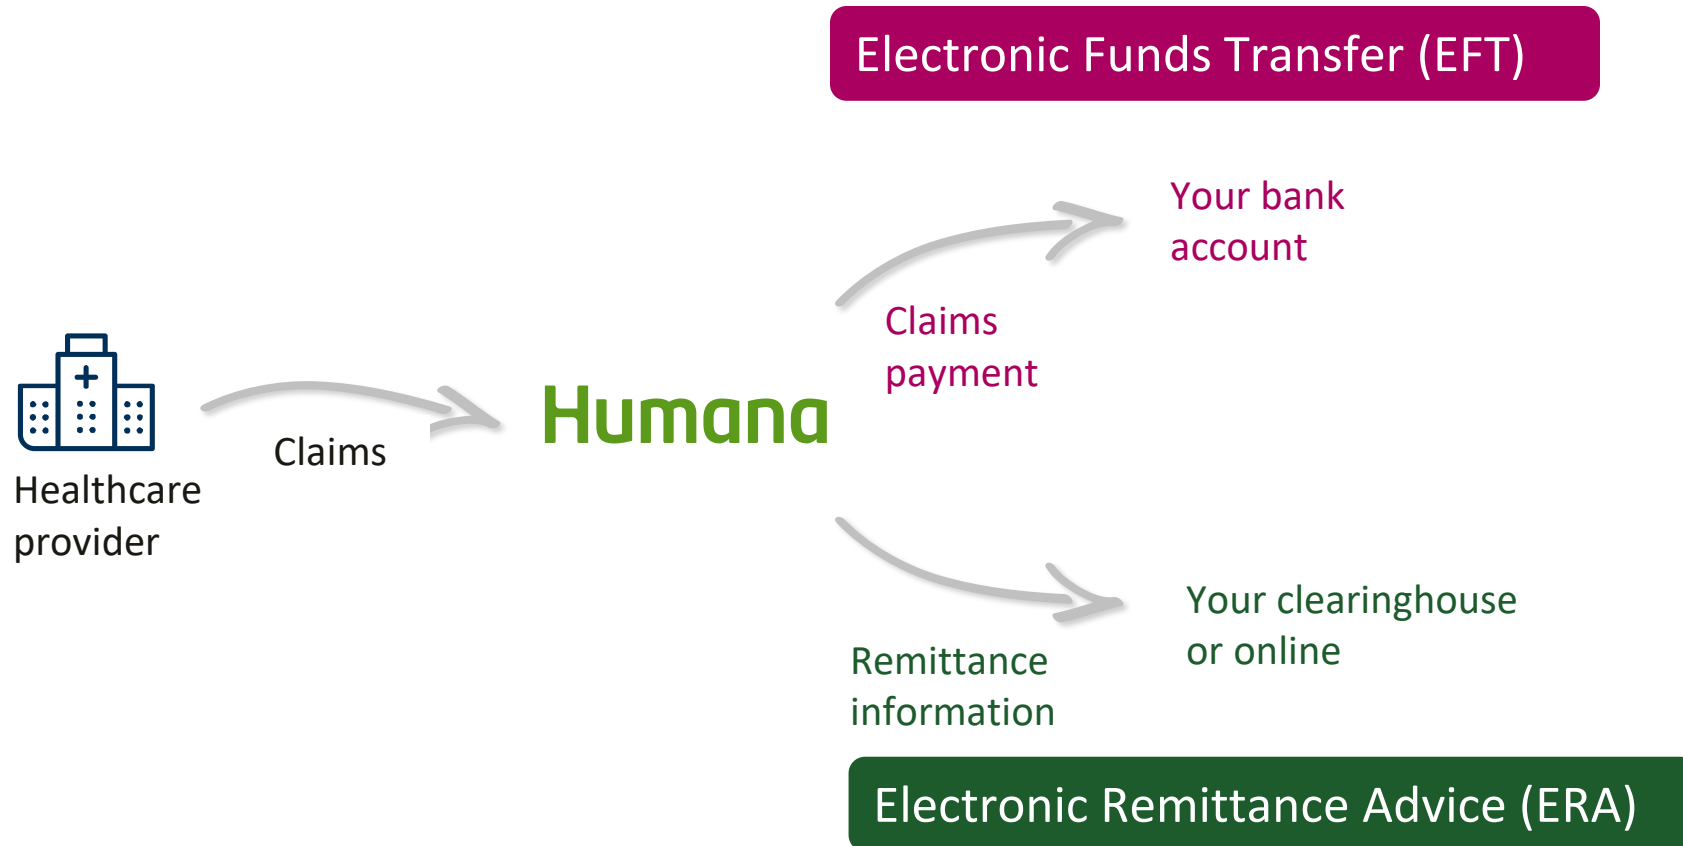 Electronic Funds Transfer (EFT)
Your bank
account
Claims
payment
Humana
Claims
Healthcare
provider
Your clearinghouse
or online
Remittance
information
Electronic Remittance Advice (ERA)